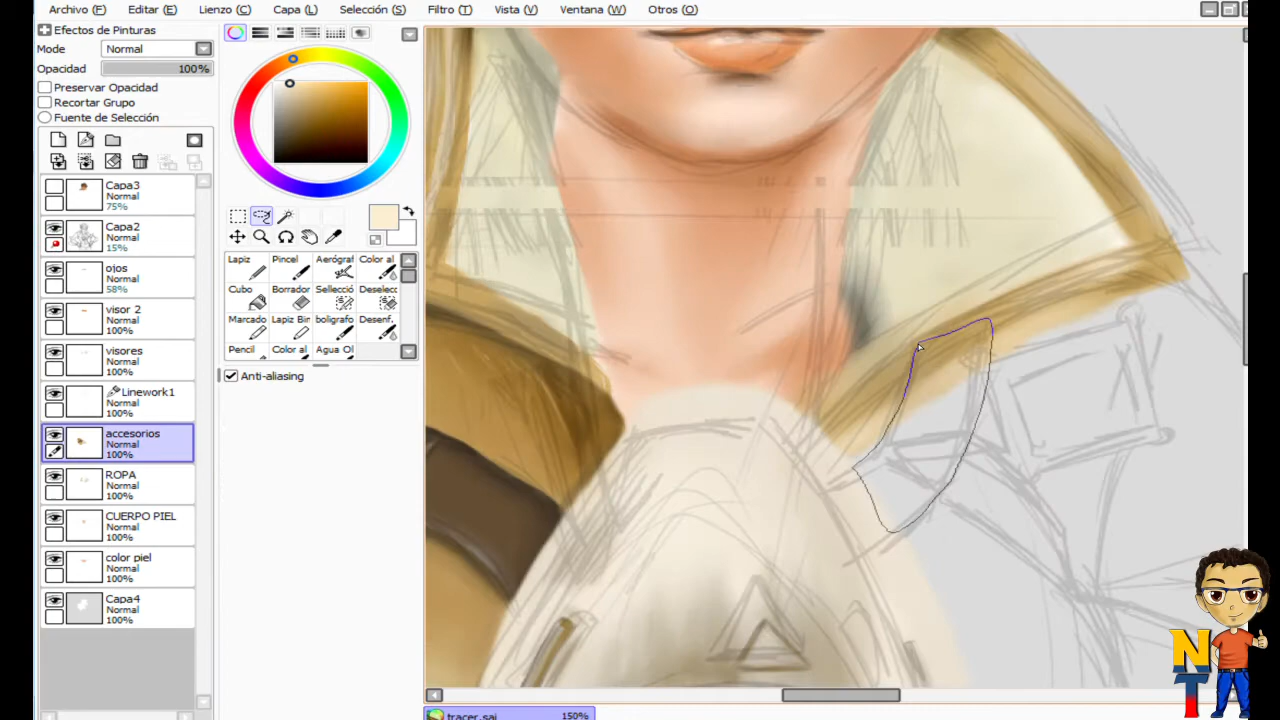 Archivo (F) Editar (E) Lienzo (C) Capa (L) Selección (S) Filtro (T) Vista (V) Ventana (W) Otros (O)
Efectos de Pinturas
Mode Normal
Opacidad 100%
Preservar Opacidad
Recortar Grupo
Fuente de Selección
Capa3
Normal
75%
Capa2
Normal
15%
ojos
Normal
58%
visor 2
Normal
100%
visores
Normal
100%
Linework1
Normal
100%
accesorios
Normal
100%
ROPA
Normal
100%
CUERPO PIEL
Normal
100%
color piel
Normal
100%
Capa4
Normal
100%
Lapiz Pincel Aerógraf Color al
Cubo Borrador Sellecció Deselecc
Marcado Lapiz Bin boligrafo Desenf.
Pencil Color al Agua Ol
Anti-aliasing
tracer.sai 150%
N
T